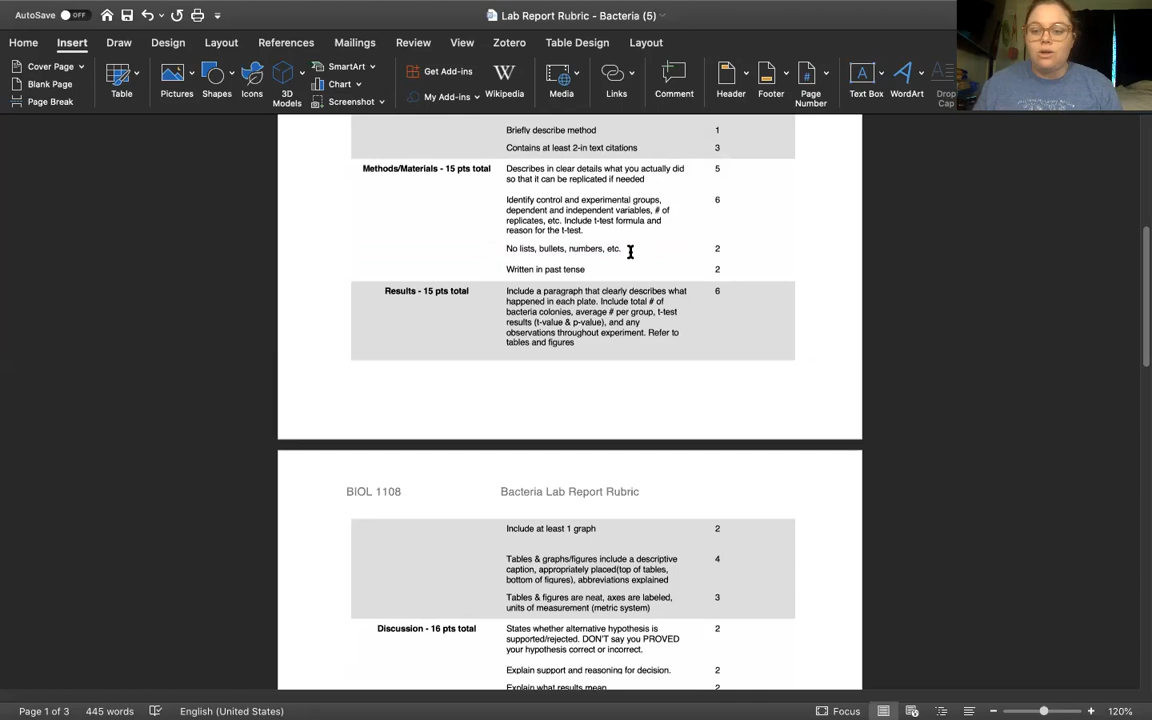 AutoSave OFF
Lab Report Rubric - Bacteria (5)
Home Insert Draw Design Layout References Mailings Review View Zotero Table Design Layout
Cover Page
Blank Page
Page Break
Table
Pictures
Shapes
Icons
3D
Models
SmartArt
Chart
Screenshot
Get Add-ins
My Add-ins
W
Wikipedia
Media
Links
Comment
Header
Footer
#
Page
Number
A
Text Box
A
WordArt
Drop
Cap
Briefly describe method 1
Contains at least 2-in text citations 3
Methods/Materials - 15 pts total Describes in clear details what you actually did 5
so that it can be replicated if needed
Identify control and experimental groups, 6
dependent and independent variables, # of
replicates, etc. Include t-test formula and
reason for the t-test.
No lists, bullets, numbers, etc. 2
Written in past tense 2
Results - 15 pts total Include a paragraph that clearly describes what 6
happened in each plate. Include total # of
bacteria colonies, average # per group, t-test
results (t-value & p-value), and any
observations throughout experiment. Refer to
tables and figures
BIOL 1108 Bacteria Lab Report Rubric
Include at least 1 graph 2
Tables & graphs/figures include a descriptive 4
caption, appropriately placed(top of tables,
bottom of figures), abbreviations explained
Tables & figures are neat, axes are labeled, 3
units of measurement (metric system)
Discussion - 16 pts total States whether alternative hypothesis is 2
supported/rejected. DON'T say you PROVED
your hypothesis correct or incorrect.
Explain support and reasoning for decision. 2
Explain what results mean 2
Page 1 of 3 445 words English (United States) Focus 120%